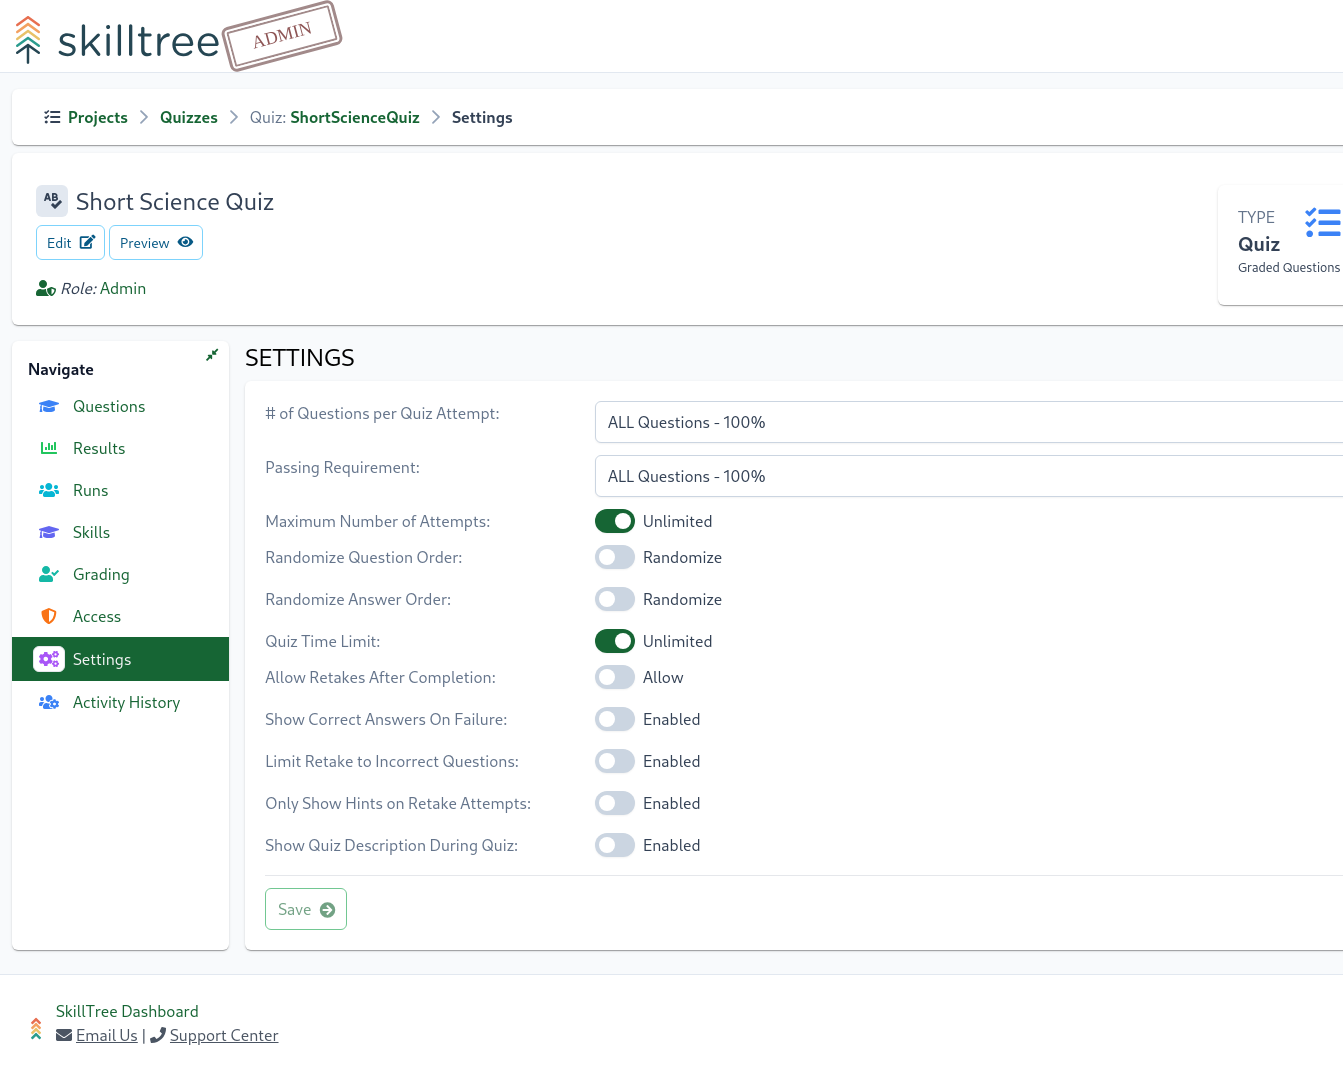 skilltree ADMIN
Projects Quizzes Quiz: ShortScienceQuiz Settings
AB Short Science Quiz
Edit Preview
Role: Admin
TYPE
Quiz
Graded Questions
Navigate
Questions
Results
Runs
Skills
Grading
Access
Settings
Activity History
SETTINGS
# of Questions per Quiz Attempt: ALL Questions - 100%
Passing Requirement: ALL Questions - 100%
Maximum Number of Attempts: Unlimited
Randomize Question Order: Randomize
Randomize Answer Order: Randomize
Quiz Time Limit: Unlimited
Allow Retakes After Completion: Allow
Show Correct Answers On Failure: Enabled
Limit Retake to Incorrect Questions: Enabled
Only Show Hints on Retake Attempts: Enabled
Show Quiz Description During Quiz: Enabled
Save
SkillTree Dashboard
Email Us | Support Center